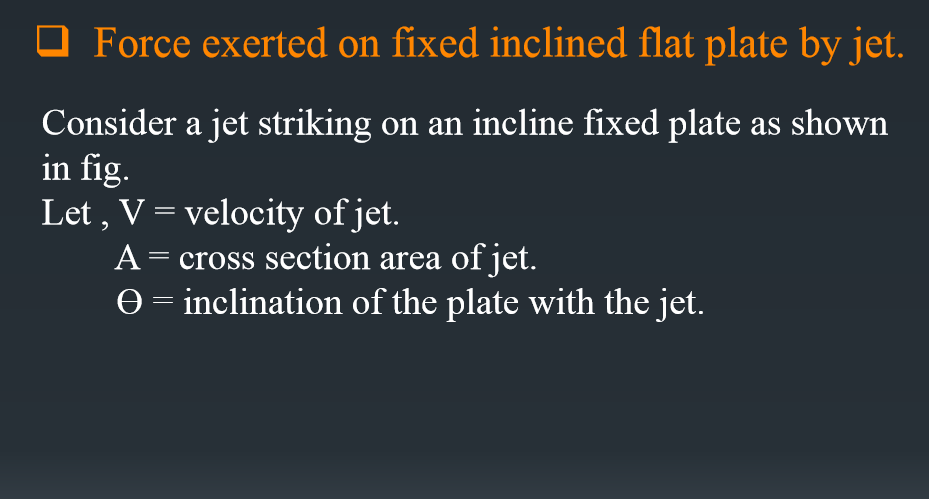 ❑ Force exerted on fixed inclined flat plate by jet.
Consider a jet striking on an incline fixed plate as shown
in fig.
Let , V = velocity of jet.
A = cross section area of jet.
Ɵ = inclination of the plate with the jet.